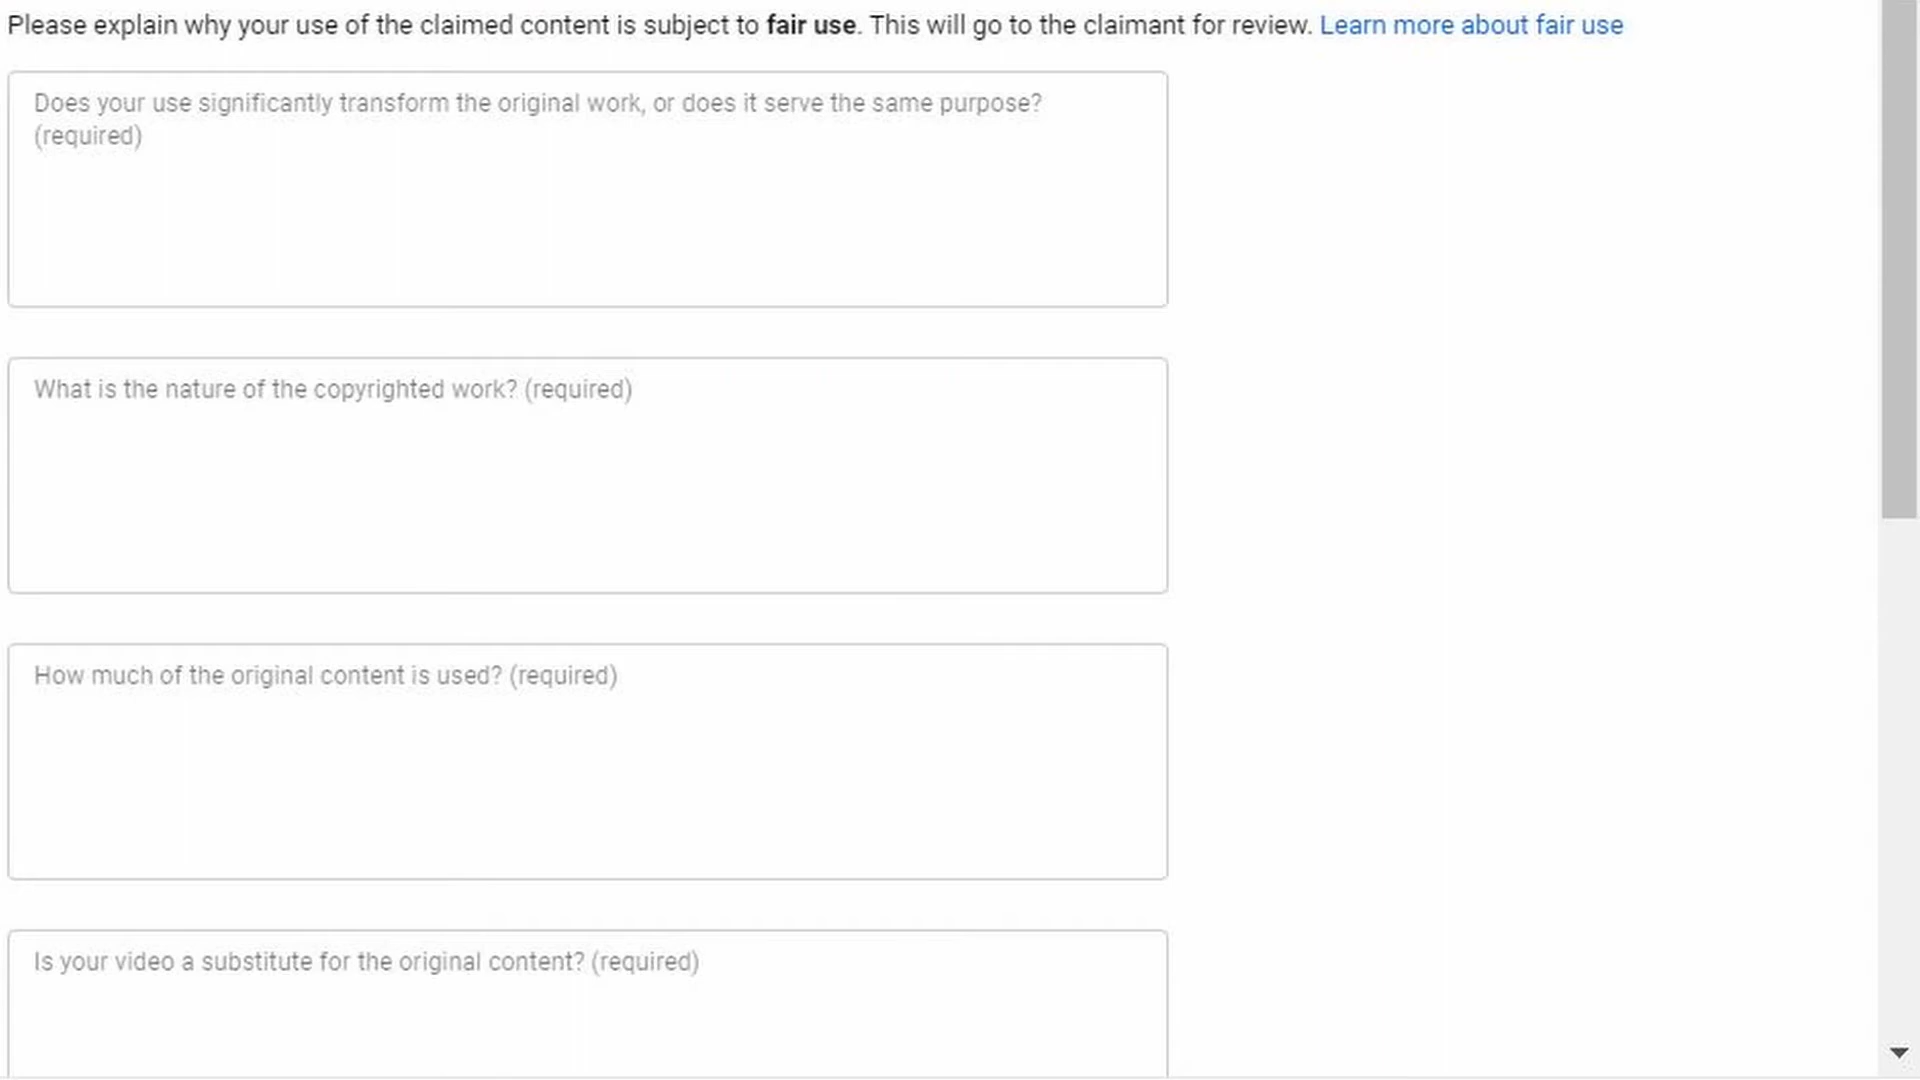 Please explain why your use of the claimed content is subject to fair use. This will go to the claimant for review. Learn more about fair use
Does your use significantly transform the original work, or does it serve the same purpose?
(required)
What is the nature of the copyrighted work? (required)
How much of the original content is used? (required)
Is your video a substitute for the original content? (required)